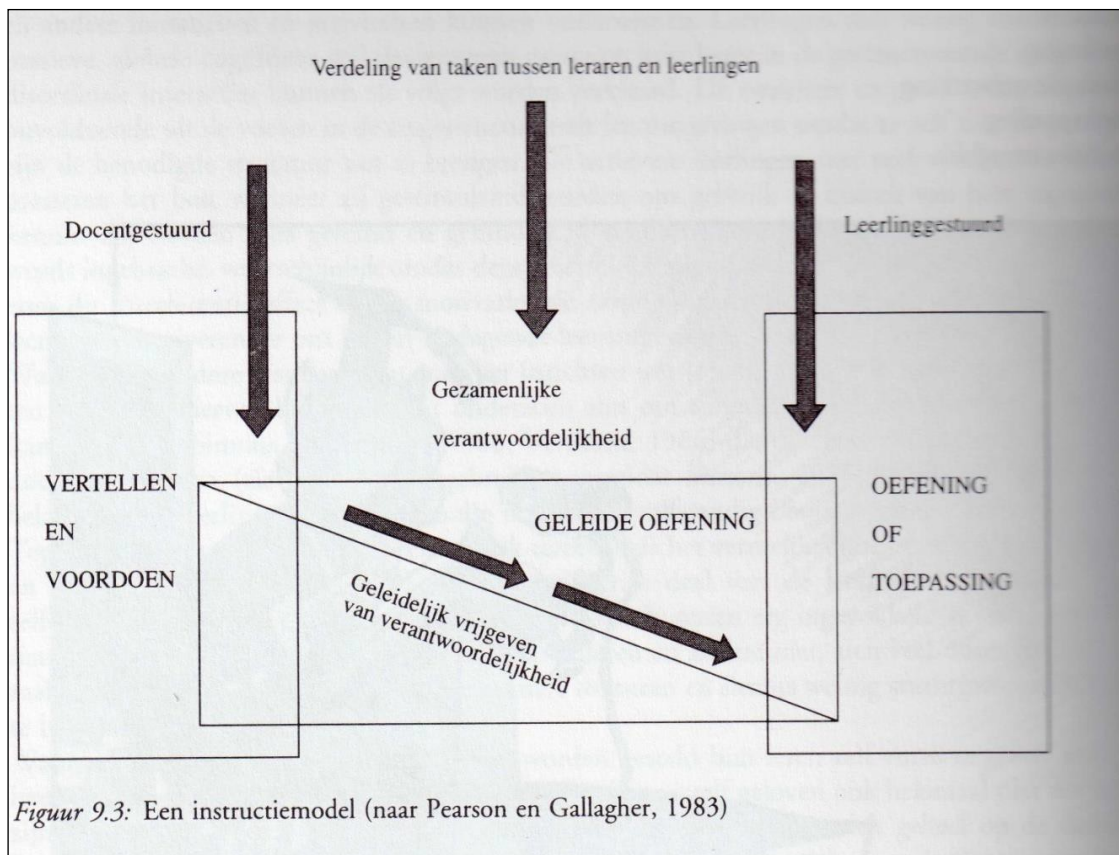 Verdeling van taken tussen leraren en leerlingen
Docentgestuurd
Leerlinggestuurd
Gezamenlijke
verantwoordelijkheid
VERTELLEN
EN
VOORDOEN
GELEIDE OEFENING
Geleidelijk vrijgeven
van verantwoordelijkheid
OEFENING
OF
TOEPASSING
Figuur 9.3: Een instructiemodel (naar Pearson en Gallagher, 1983)